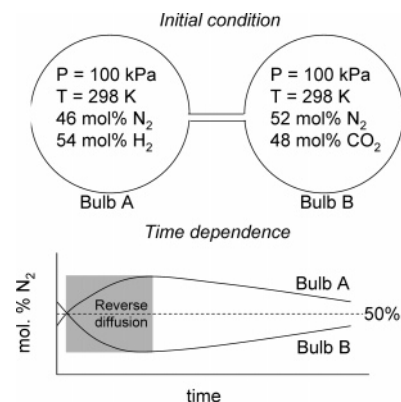 Initial condition
P = 100 kPa
T = 298 K
46 mol% N₂
54 mol% H₂
Bulb A
P = 100 kPa
T = 298 K
52 mol% N₂
48 mol% CO₂
Bulb B
Time dependence
mol. % N₂
Reverse
diffusion
Bulb A
50%
Bulb B
time